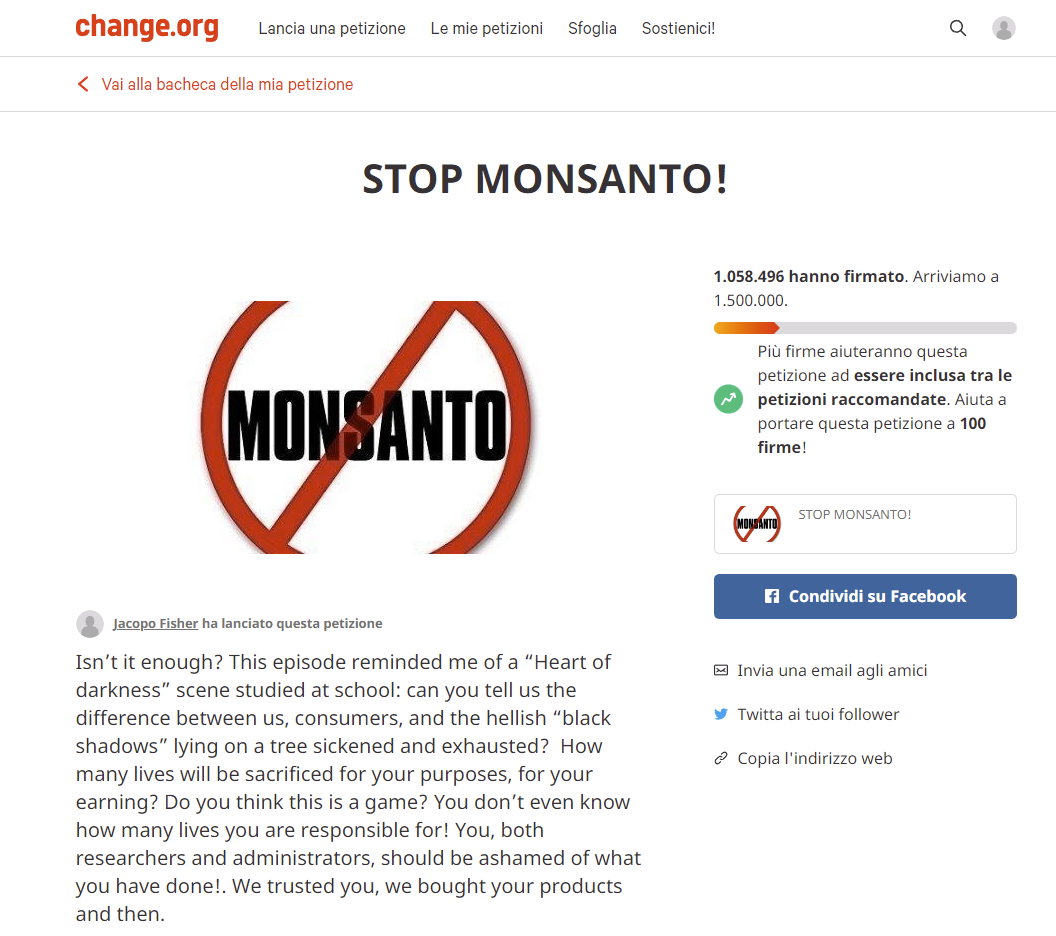 change.org
Lancia una petizione
Le mie petizioni
Sfoglia
Sostienici!
Vai alla bacheca della mia petizione
STOP MONSANTO!
MONSANTO
Jacopo Fisher ha lanciato questa petizione
Isn’t it enough? This episode reminded me of a “Heart of
darkness” scene studied at school: can you tell us the
difference between us, consumers, and the hellish “black
shadows” lying on a tree sickened and exhausted?  How
many lives will be sacrificed for your purposes, for your
earning? Do you think this is a game? You don’t even know
how many lives you are responsible for! You, both
researchers and administrators, should be ashamed of what
you have done!. We trusted you, we bought your products
and then.
1.058.496 hanno firmato. Arriviamo a
1.500.000.
Più firme aiuteranno questa
petizione ad essere inclusa tra le
petizioni raccomandate. Aiuta a
portare questa petizione a 100
firme!
MONSANTO
STOP MONSANTO!
Condividi su Facebook
Invia una email agli amici
Twitta ai tuoi follower
Copia l'indirizzo web